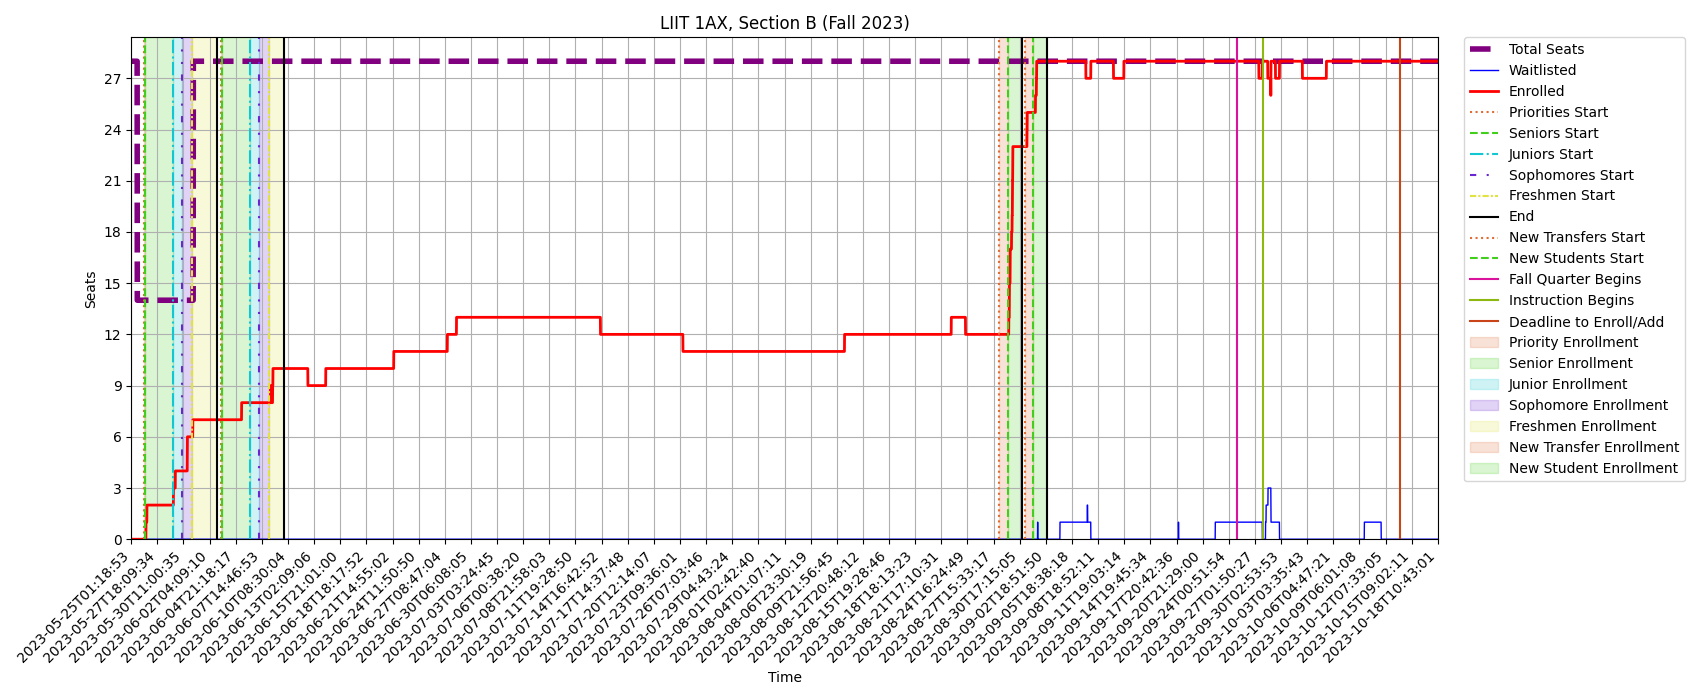 LIIT 1AX, Section B (Fall 2023)
Seats
27
24
21
18
15
12
9
6
3
0
2023-05-25T01:18:53
2023-05-27T18:09:34
2023-05-30T11:00:35
2023-06-02T04:09:10
2023-06-04T21:18:17
2023-06-07T14:46:53
2023-06-10T08:30:04
2023-06-13T02:09:06
2023-06-15T21:01:00
2023-06-18T18:17:52
2023-06-21T14:55:02
2023-06-24T11:50:50
2023-06-27T08:47:04
2023-06-30T06:08:05
2023-07-03T03:24:45
2023-07-06T00:38:20
2023-07-08T21:58:03
2023-07-11T19:28:50
2023-07-14T16:42:52
2023-07-17T14:37:48
2023-07-20T12:14:07
2023-07-23T09:36:01
2023-07-26T07:03:46
2023-07-29T04:43:24
2023-08-01T02:42:40
2023-08-04T01:07:11
2023-08-06T23:30:19
2023-08-09T21:56:45
2023-08-12T20:48:12
2023-08-15T19:28:46
2023-08-18T18:13:23
2023-08-21T17:10:31
2023-08-24T16:24:49
2023-08-27T15:33:17
2023-08-30T17:15:05
2023-09-02T18:51:50
2023-09-05T18:38:19
2023-09-08T18:52:11
2023-09-11T19:03:14
2023-09-14T19:45:34
2023-09-17T20:42:36
2023-09-20T21:29:00
2023-09-24T00:51:54
2023-09-27T01:50:27
2023-09-30T02:53:53
2023-10-03T03:35:43
2023-10-06T04:47:21
2023-10-09T06:01:08
2023-10-12T07:33:05
2023-10-15T09:02:11
2023-10-18T10:43:01
Time
Total Seats
Waitlisted
Enrolled
Priorities Start
Seniors Start
Juniors Start
Sophomores Start
Freshmen Start
End
New Transfers Start
New Students Start
Fall Quarter Begins
Instruction Begins
Deadline to Enroll/Add
Priority Enrollment
Senior Enrollment
Junior Enrollment
Sophomore Enrollment
Freshmen Enrollment
New Transfer Enrollment
New Student Enrollment